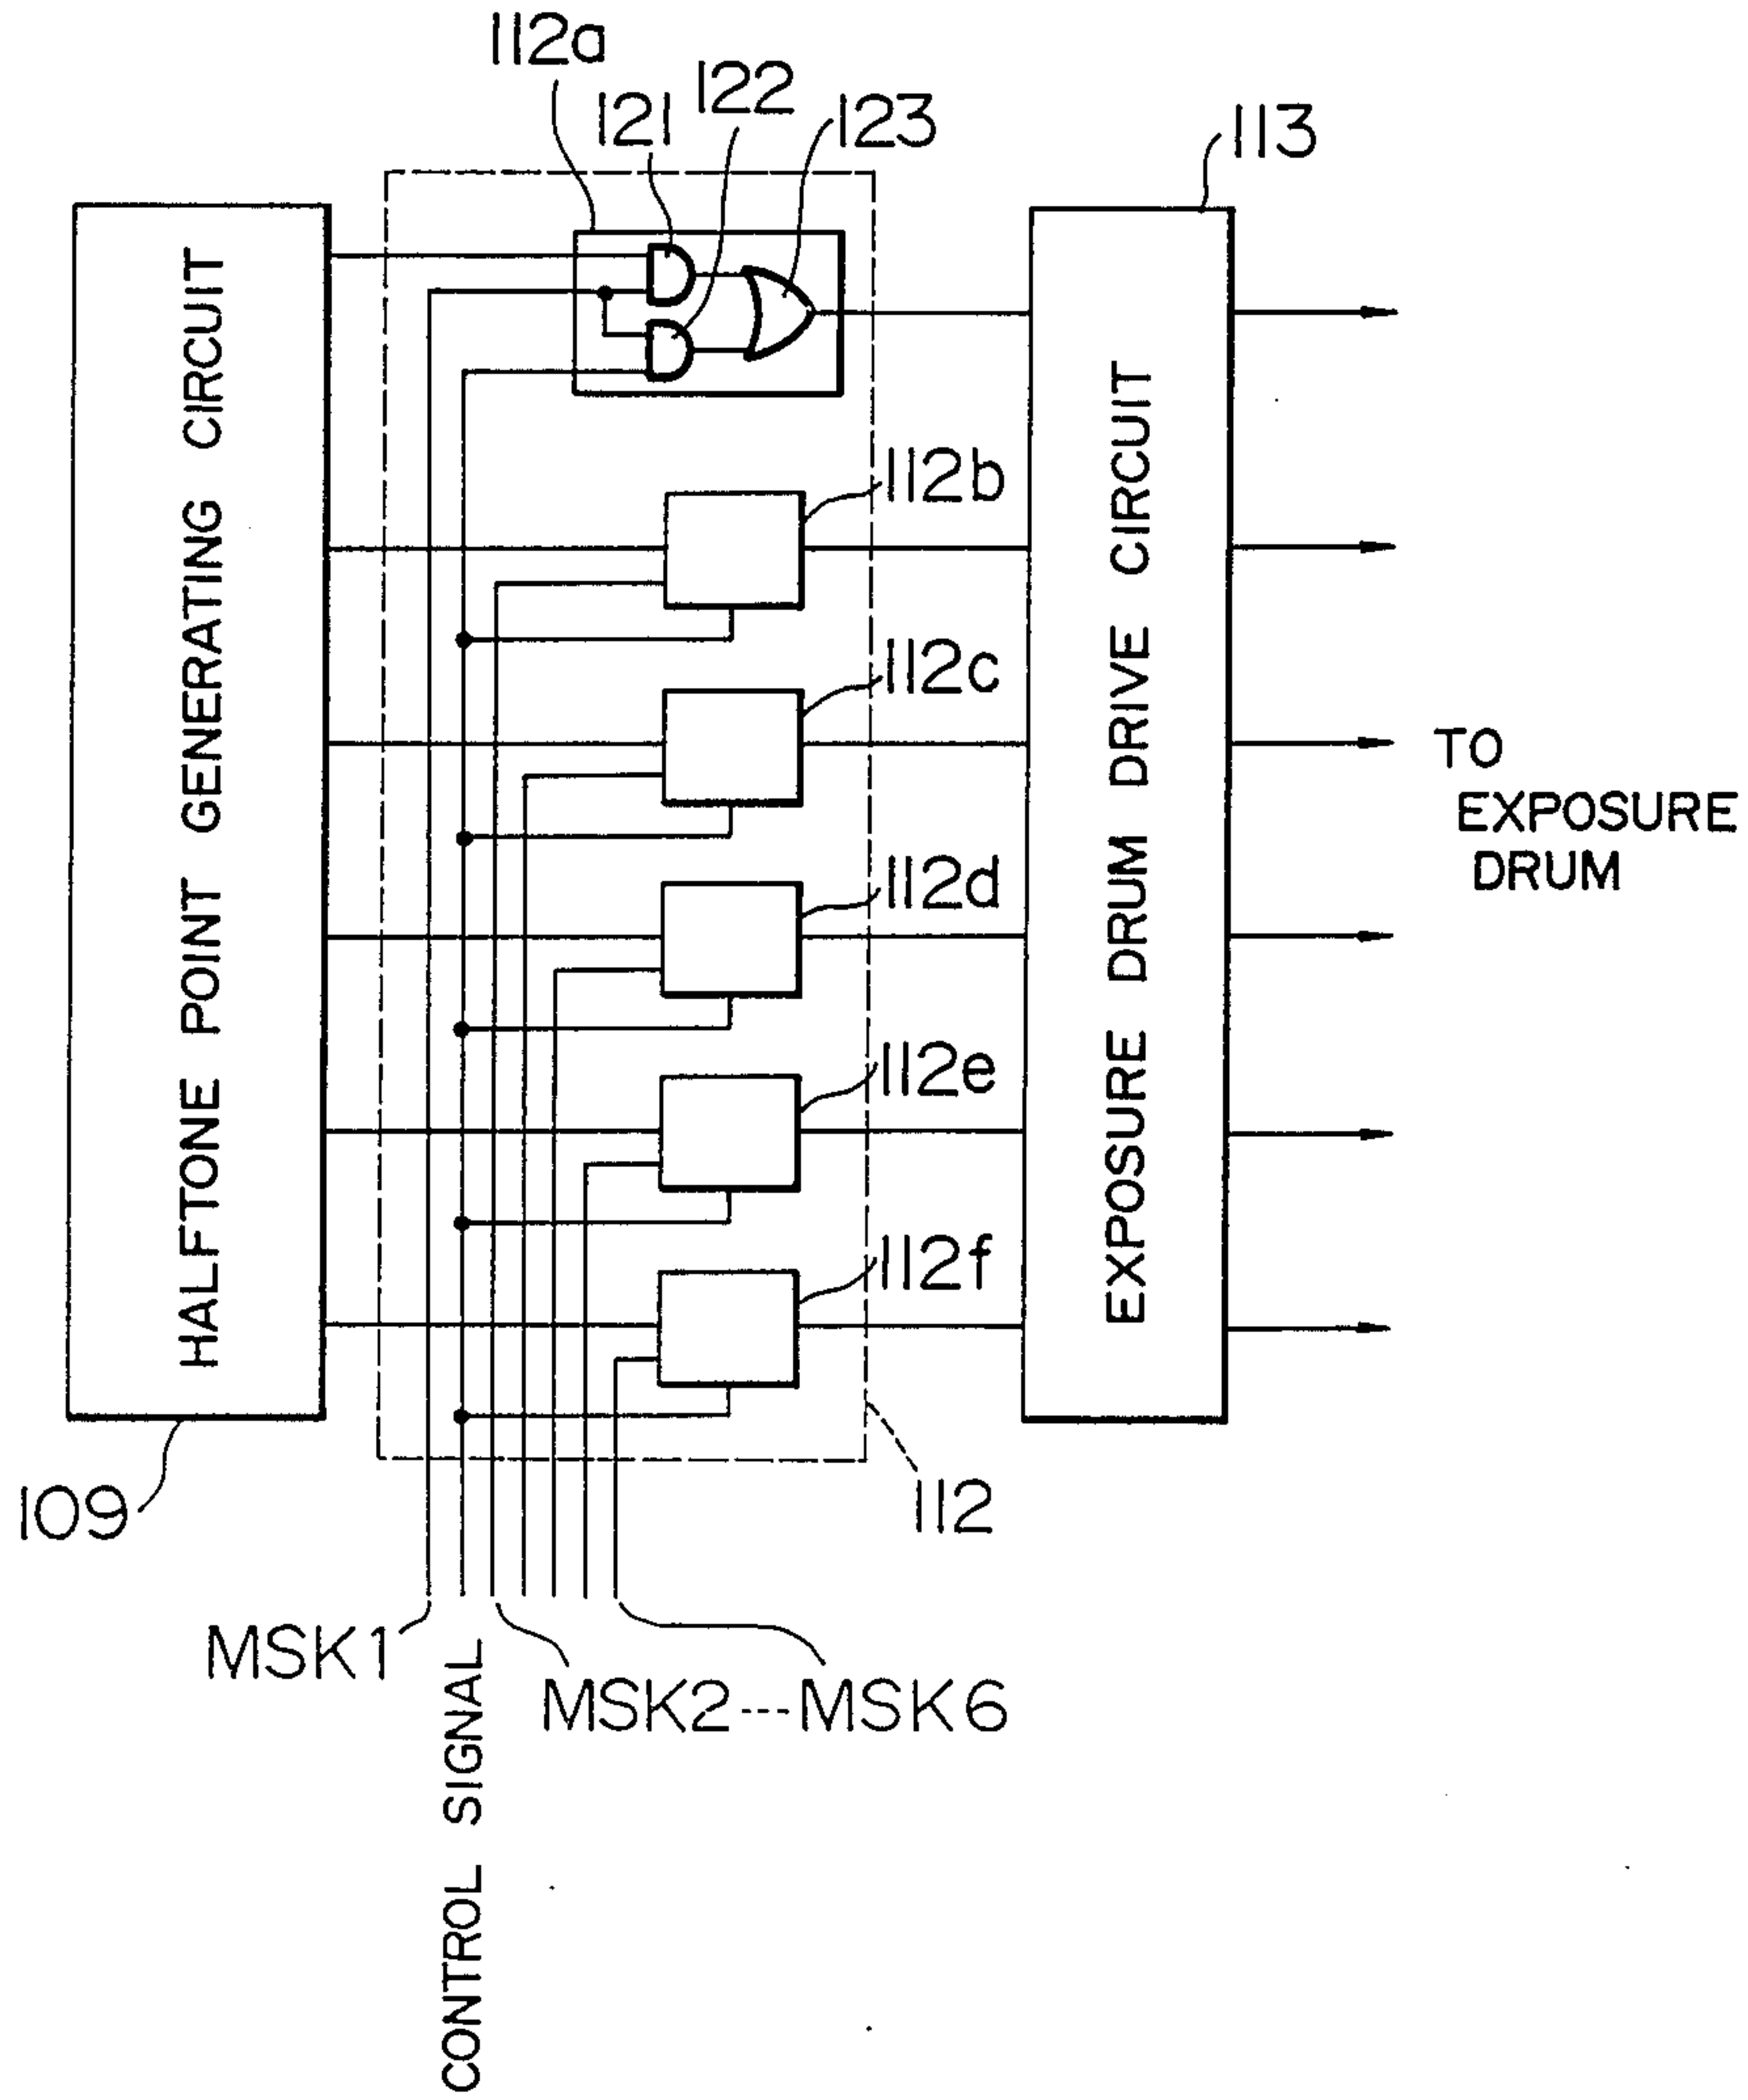 112a
121
122
123
113
HALFTONE POINT GENERATING CIRCUIT
112b
112c
112d
112e
112f
EXPOSURE DRUM DRIVE CIRCUIT
TO
EXPOSURE
DRUM
109
112
MSK1
CONTROL SIGNAL
MSK2---MSK6